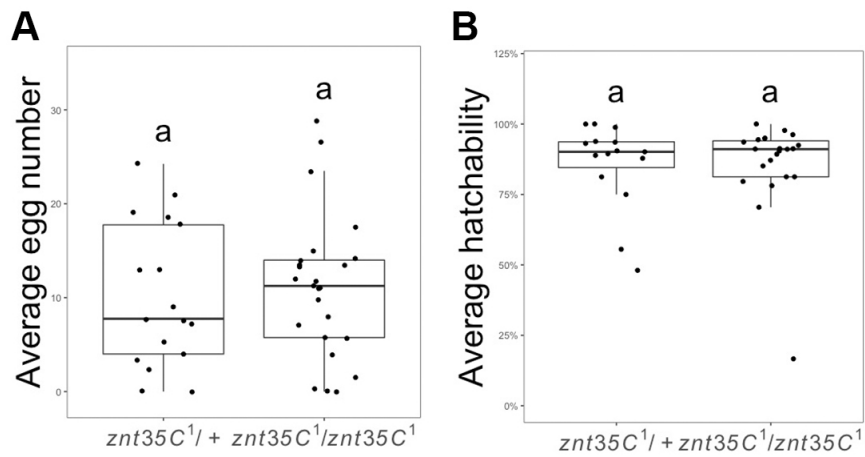 A
Average egg number
30
20
10
0
a
a
znt35C¹/ + znt35C¹/znt35C¹
B
Average hatchability
125%
100%
75%
50%
25%
0%
a
a
znt35C¹/ + znt35C¹/znt35C¹